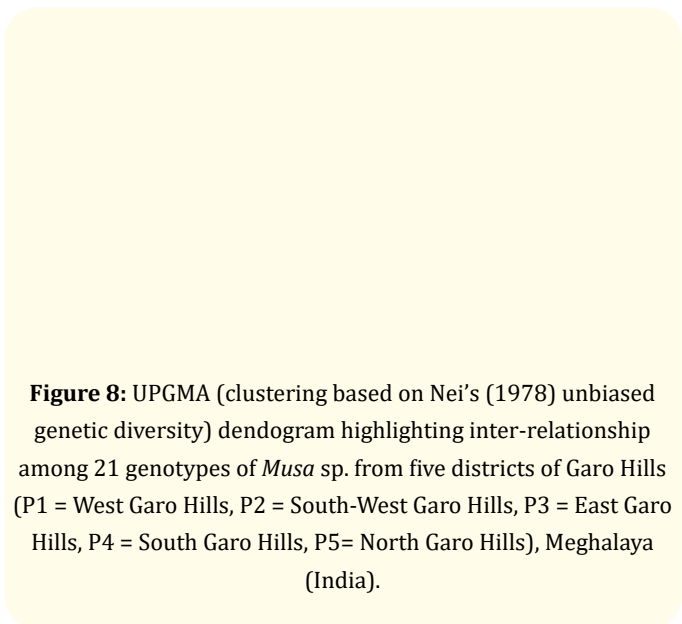 Figure 8: UPGMA (clustering based on Nei's (1978) unbiased
genetic diversity) dendogram highlighting inter-relationship
among 21 genotypes of Musa sp. from five districts of Garo Hills
(P1 = West Garo Hills, P2 = South-West Garo Hills, P3 = East Garo
Hills, P4 = South Garo Hills, P5= North Garo Hills), Meghalaya
(India).